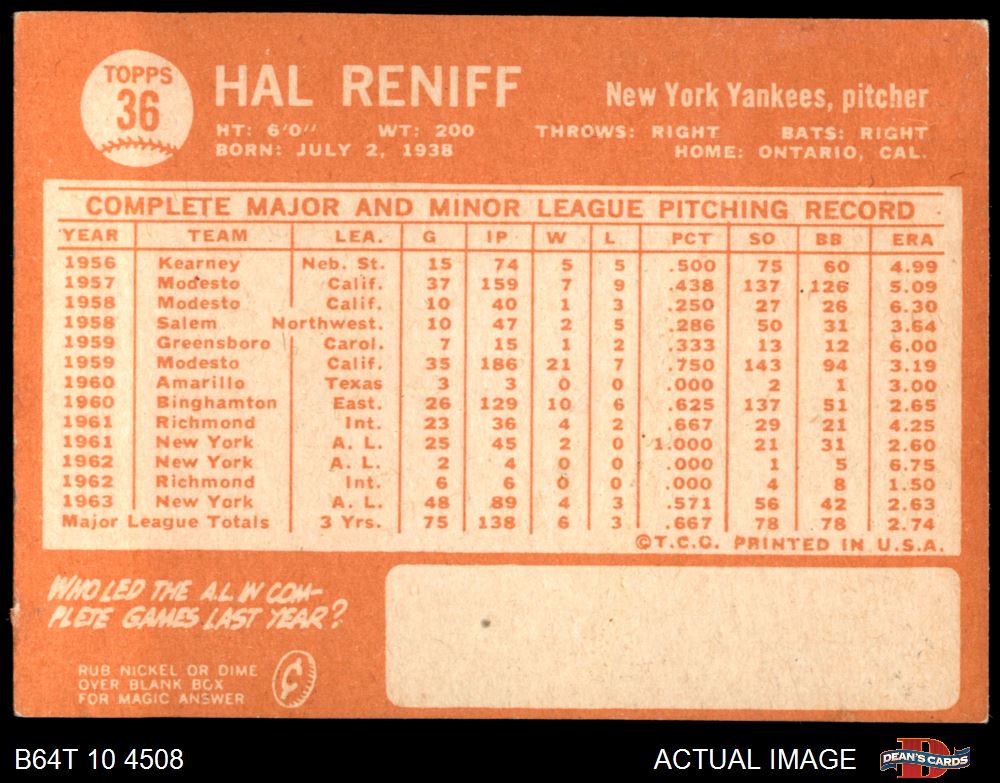 TOPPS
36
HAL RENIFF
New York Yankees, pitcher
HT: 6'0" WT: 200 THROWS: RIGHT BATS: RIGHT
BORN: JULY 2, 1938 HOME: ONTARIO, CAL.
COMPLETE MAJOR AND MINOR LEAGUE PITCHING RECORD
YEAR TEAM LEA. G IP W L PCT SO BB ERA
1956 Kearney Neb. St. 15 74 5 5 .500 75 60 4.99
1957 Modesto Calif. 37 159 7 9 .438 137 126 5.09
1958 Modesto Calif. 10 40 1 3 .250 27 26 6.30
1958 Salem Northwest. 10 47 2 5 .286 50 31 3.64
1959 Greensboro Carol. 7 15 1 2 .333 13 12 6.00
1959 Modesto Calif. 35 186 21 7 .750 143 94 3.19
1960 Amarillo Texas 3 3 0 0 .000 2 1 3.00
1960 Binghamton East. 26 129 10 6 .625 137 51 2.65
1961 Richmond Int. 23 36 4 2 .667 29 21 4.25
1961 New York A. L. 25 45 2 0 1.000 21 31 2.60
1962 New York A. L. 2 4 0 0 .000 1 5 6.75
1962 Richmond Int. 6 6 0 0 .000 4 8 1.50
1963 New York A.L. 48 89 4 3 .571 56 42 2.63
Major League Totals 3 Yrs. 75 138 6 3 .667 78 78 2.74
©T.C.G. PRINTED IN U.S.A.
WHO LED THE A.L. IN COM-
PLETE GAMES LAST YEAR?
RUB NICKEL OR DIME
OVER BLANK BOX
FOR MAGIC ANSWER
¢
B64T 10 4508 ACTUAL IMAGE
DEAN'S CARDS